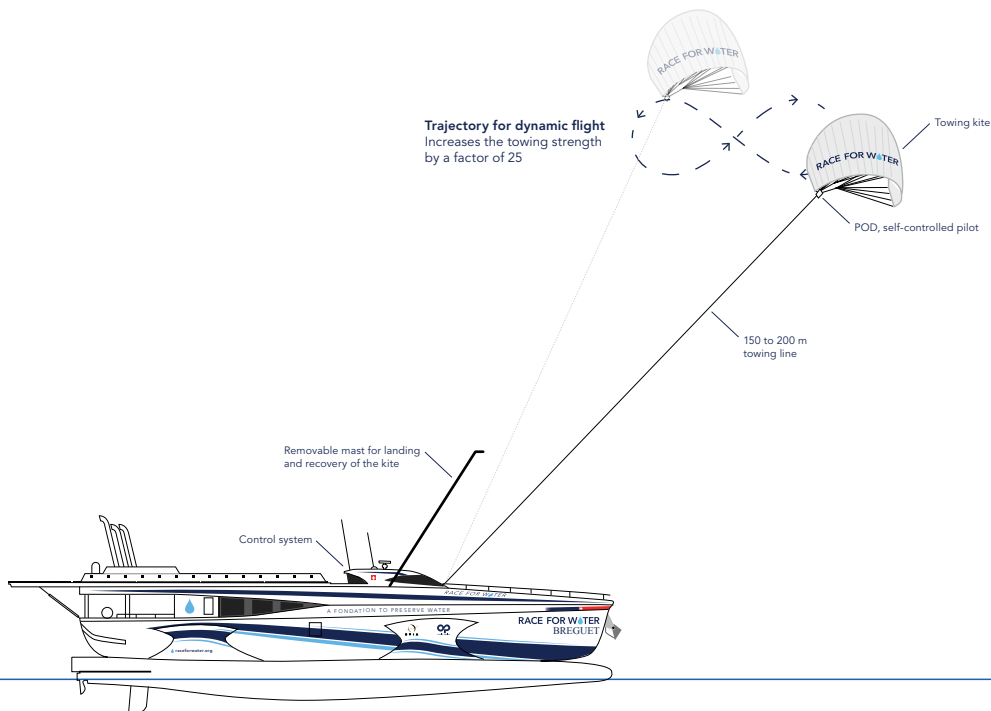 RACE FOR WATER
Trajectory for dynamic flight
Increases the towing strength
by a factor of 25
Towing kite
RACE FOR WATER
POD, self-controlled pilot
150 to 200 m
towing line
Removable mast for landing
and recovery of the kite
Control system
RACE FOR WATER
A FONDATION TO PRESERVE WATER
RACE FOR WATER
BREGUET
raceforwater.org